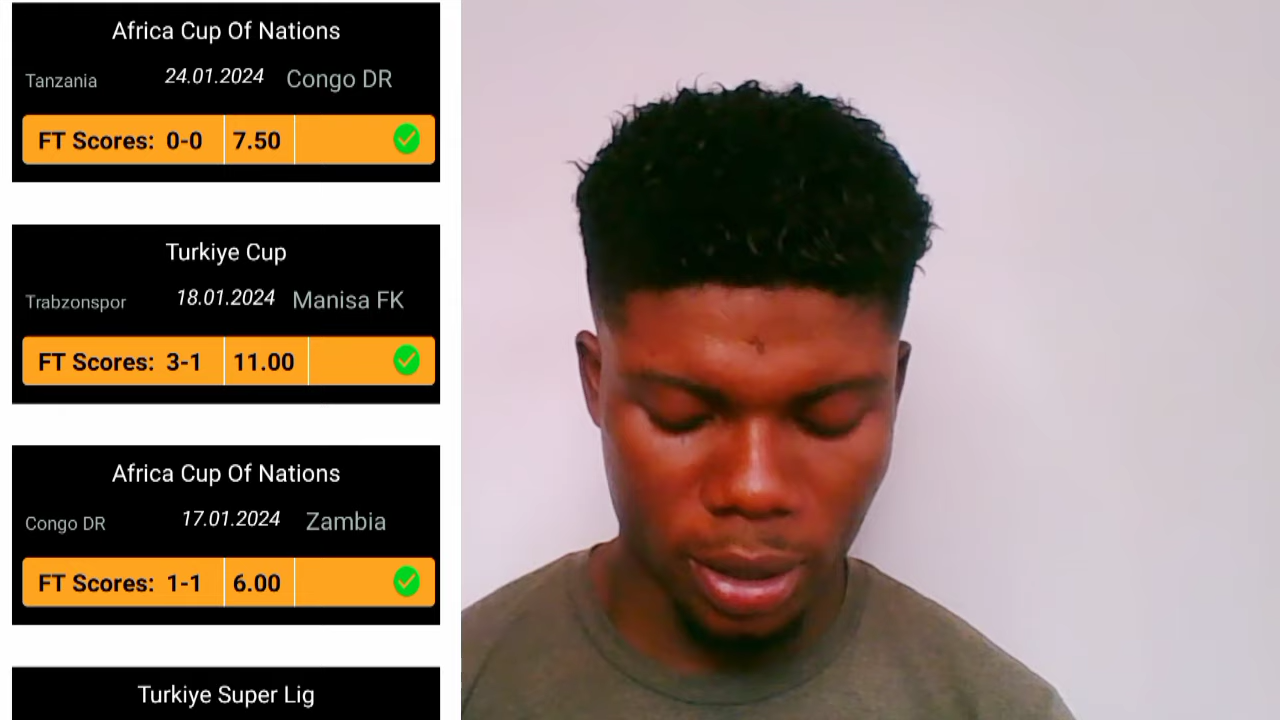 Africa Cup Of Nations
Tanzania 24.01.2024 Congo DR
FT Scores: 0-0 7.50
Turkiye Cup
Trabzonspor 18.01.2024 Manisa FK
FT Scores: 3-1 11.00
Africa Cup Of Nations
Congo DR 17.01.2024 Zambia
FT Scores: 1-1 6.00
Turkiye Super Lig